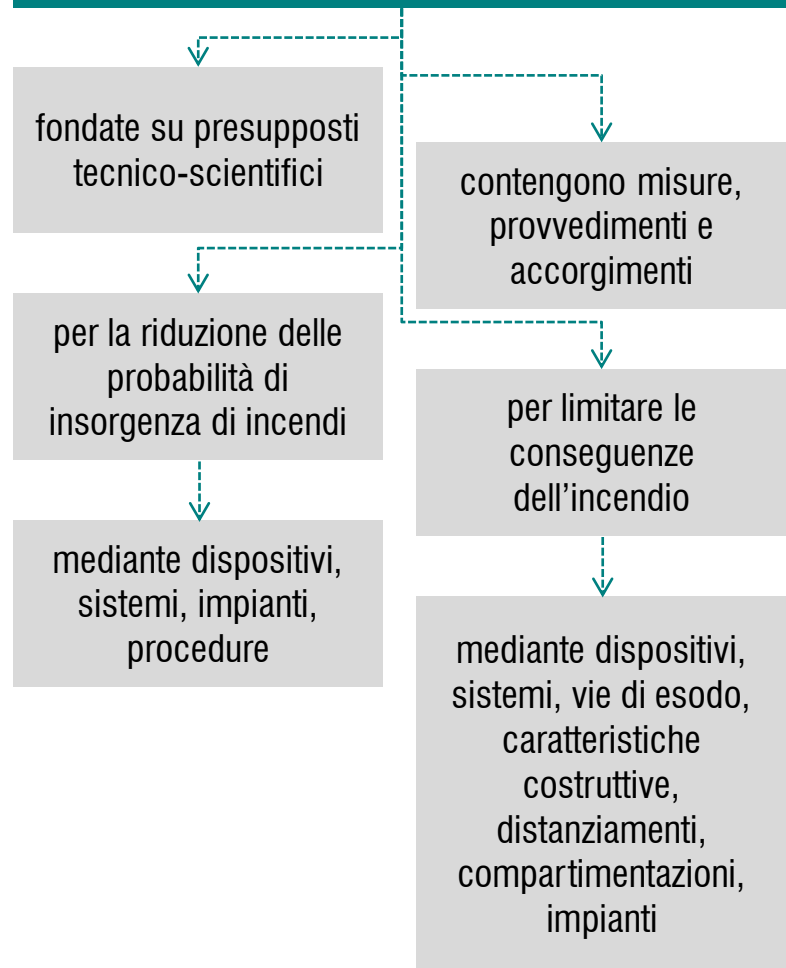 fondate su presupposti
tecnico-scientifici
contengono misure,
provvedimenti e
accorgimenti
per la riduzione delle
probabilità di
insorgenza di incendi
per limitare le
conseguenze
dell’incendio
mediante dispositivi,
sistemi, impianti,
procedure
mediante dispositivi,
sistemi, vie di esodo,
caratteristiche
costruttive,
distanziamenti,
compartimentazioni,
impianti